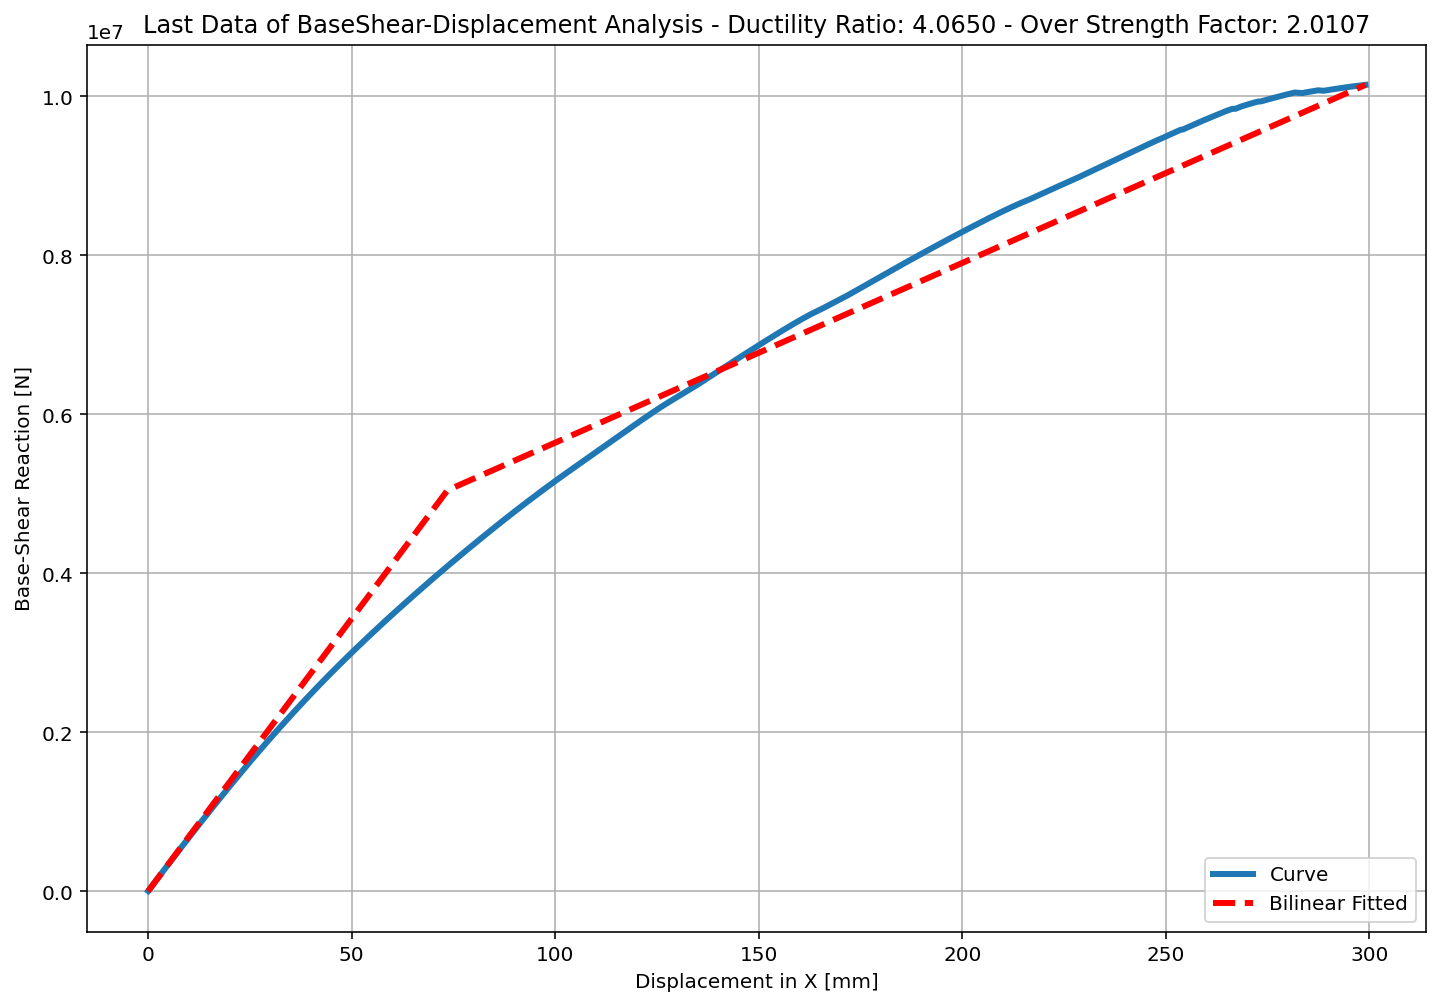 Last Data of BaseShear-Displacement Analysis - Ductility Ratio: 4.0650 - Over Strength Factor: 2.0107
1e7
1.0
0.8
0.6
0.4
0.2
0.0
Base-Shear Reaction [N]
0 50 100 150 200 250 300
Displacement in X [mm]
Curve
Bilinear Fitted